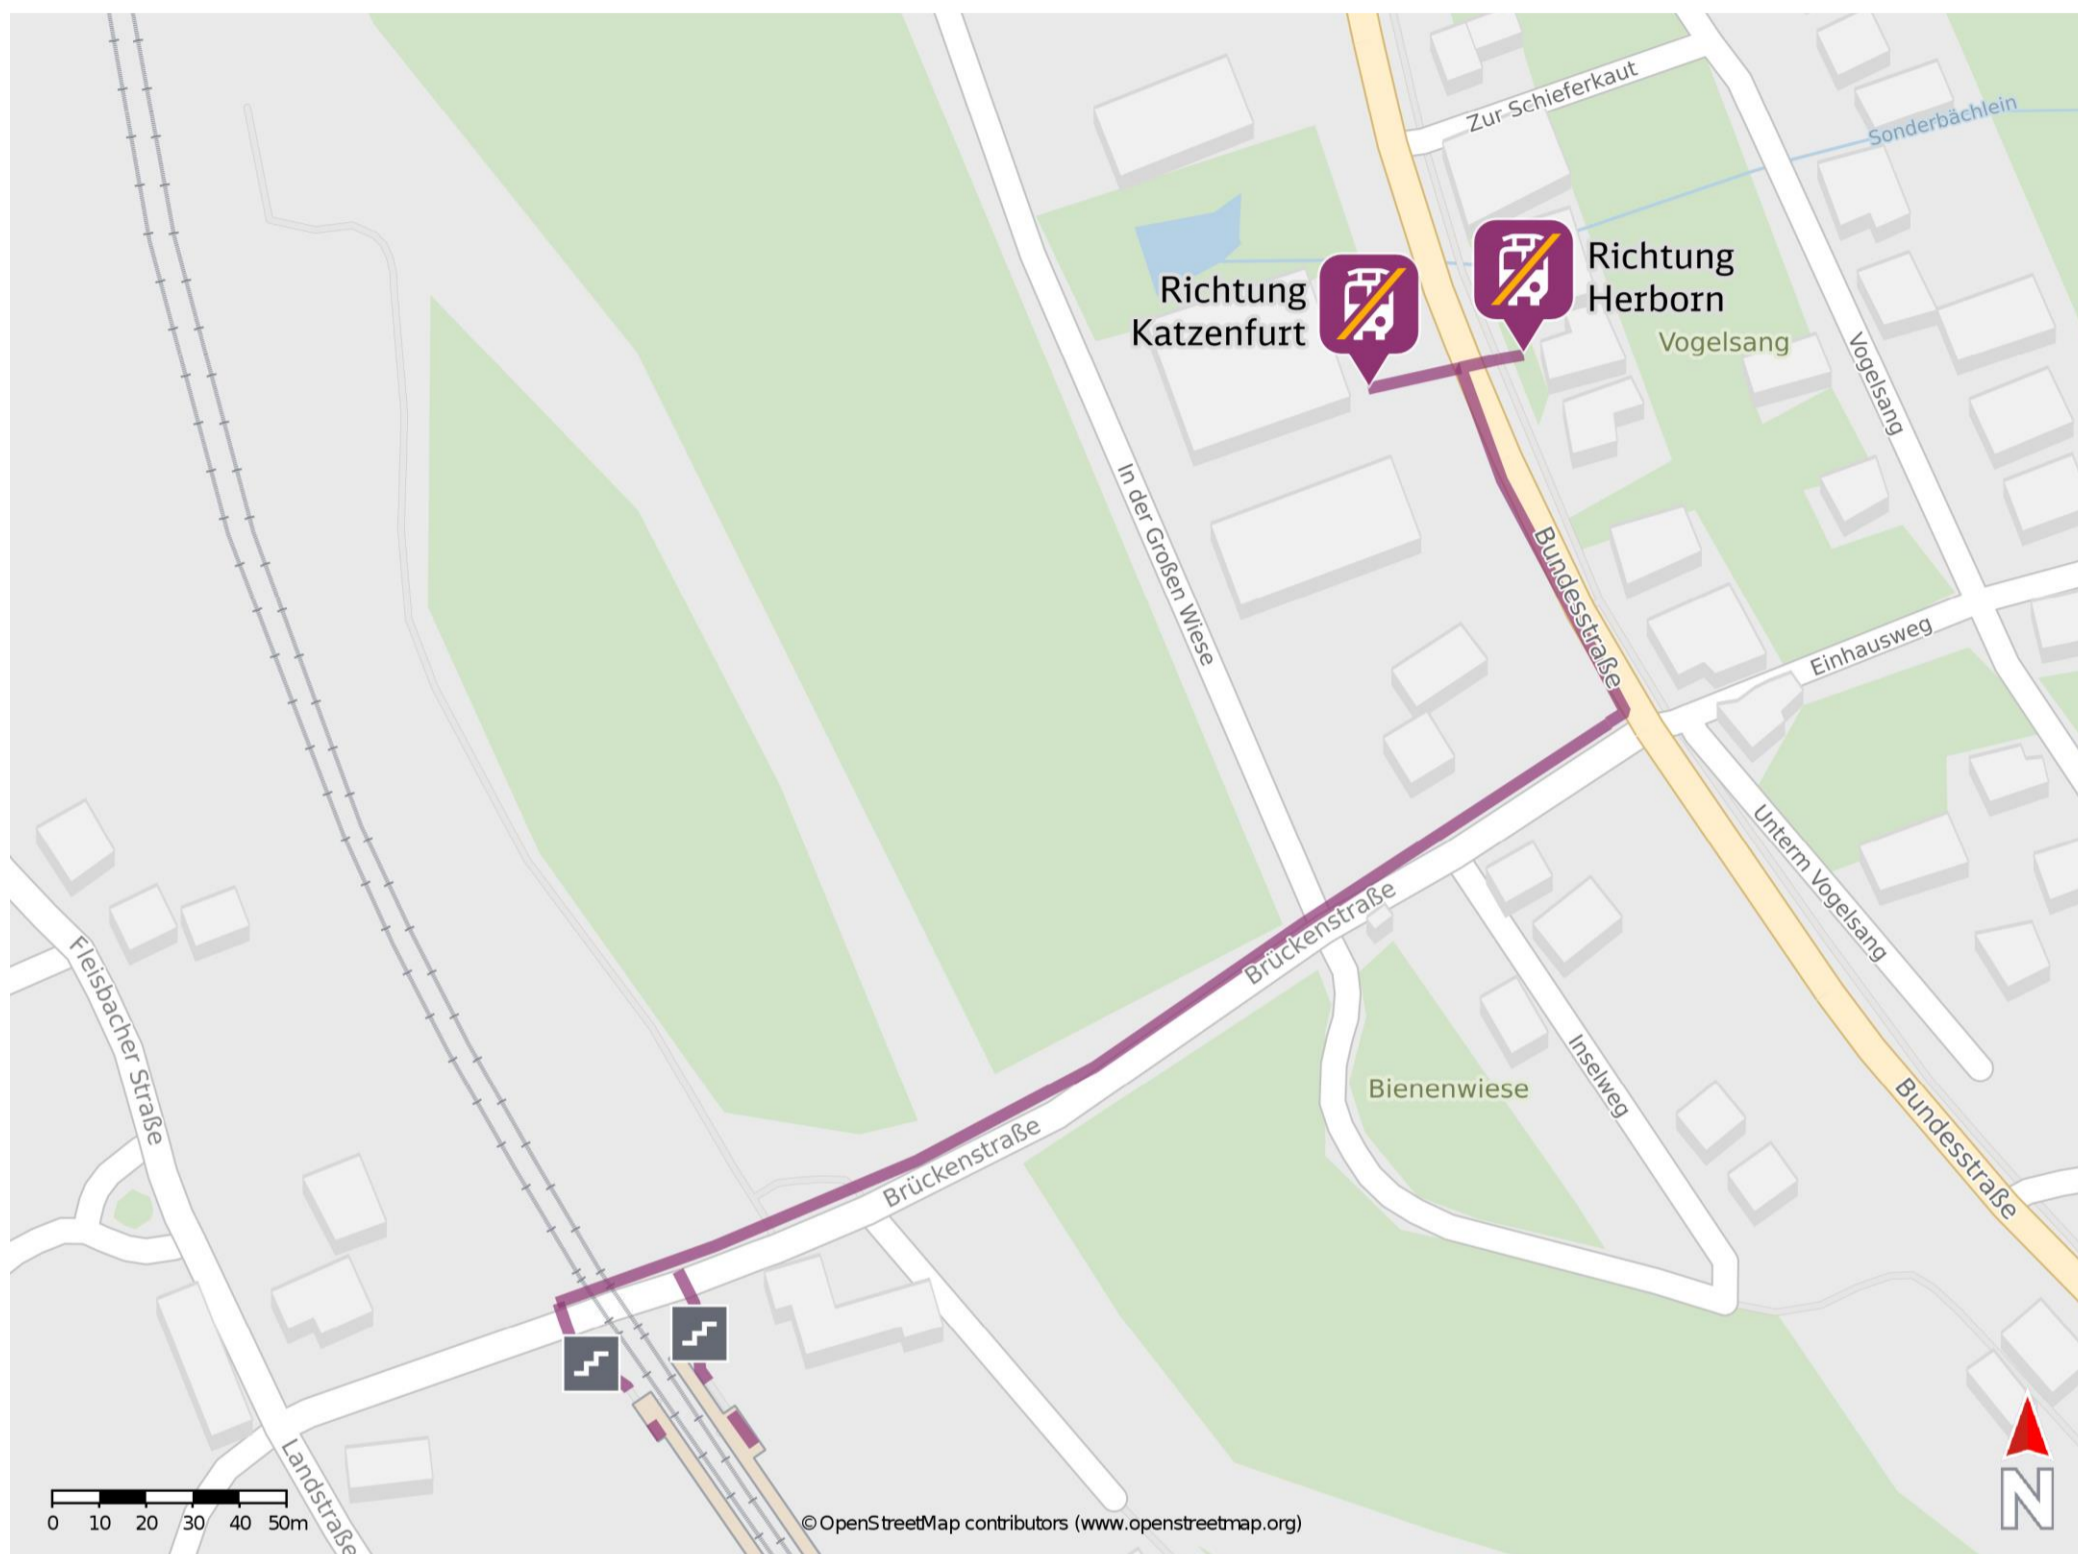 Zur Schieferkaut
Sonderbächlein
Richtung
Herborn
Richtung
Katzenfurt
Vogelsang
Vogelsang
In der Großen Wiese
Bundesstraße
Einhausweg
Unterm Vogelsang
Brückenstraße
Fleisbacher Straße
Inselweg
Bienenwiese
Brückenstraße
Bundesstraße
Landstraße
0 10 20 30 40 50m
© OpenStreetMap contributors (www.openstreetmap.org)
N